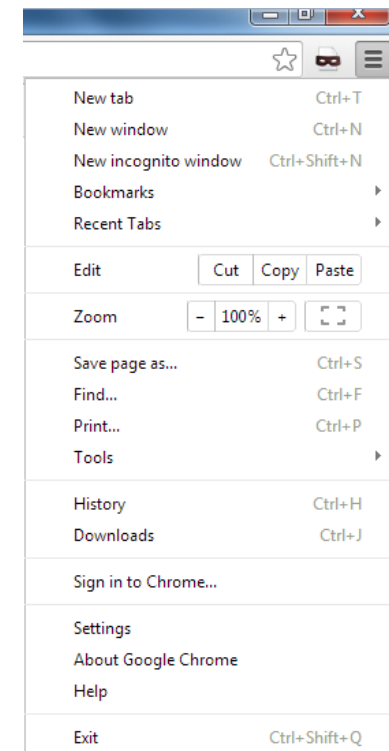 New tab Ctrl+T
New window Ctrl+N
New incognito window Ctrl+Shift+N
Bookmarks
Recent Tabs
Edit Cut Copy Paste
Zoom − 100% +
Save page as... Ctrl+S
Find... Ctrl+F
Print... Ctrl+P
Tools
History Ctrl+H
Downloads Ctrl+J
Sign in to Chrome...
Settings
About Google Chrome
Help
Exit Ctrl+Shift+Q